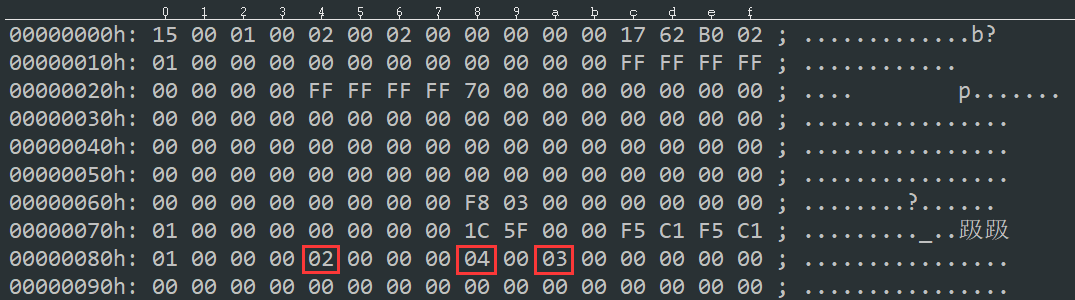 0 1 2 3 4 5 6 7 8 9 a b c d e f
00000000h: 15 00 01 00 02 00 02 00 00 00 00 00 17 62 B0 02 ; .............b?
00000010h: 01 00 00 00 00 00 00 00 00 00 00 00 FF FF FF FF ; ............
00000020h: 00 00 00 00 FF FF FF FF 70 00 00 00 00 00 00 00 ; .... p.......
00000030h: 00 00 00 00 00 00 00 00 00 00 00 00 00 00 00 00 ; ................
00000040h: 00 00 00 00 00 00 00 00 00 00 00 00 00 00 00 00 ; ................
00000050h: 00 00 00 00 00 00 00 00 00 00 00 00 00 00 00 00 ; ................
00000060h: 00 00 00 00 00 00 00 00 F8 03 00 00 00 00 00 00 ; ........?......
00000070h: 01 00 00 00 00 00 00 00 1C 5F 00 00 F5 C1 F5 C1 ; ........._..趿趿
00000080h: 01 00 00 00 02 00 00 00 04 00 03 00 00 00 00 00 ; ................
00000090h: 00 00 00 00 00 00 00 00 00 00 00 00 00 00 00 00 ; ................